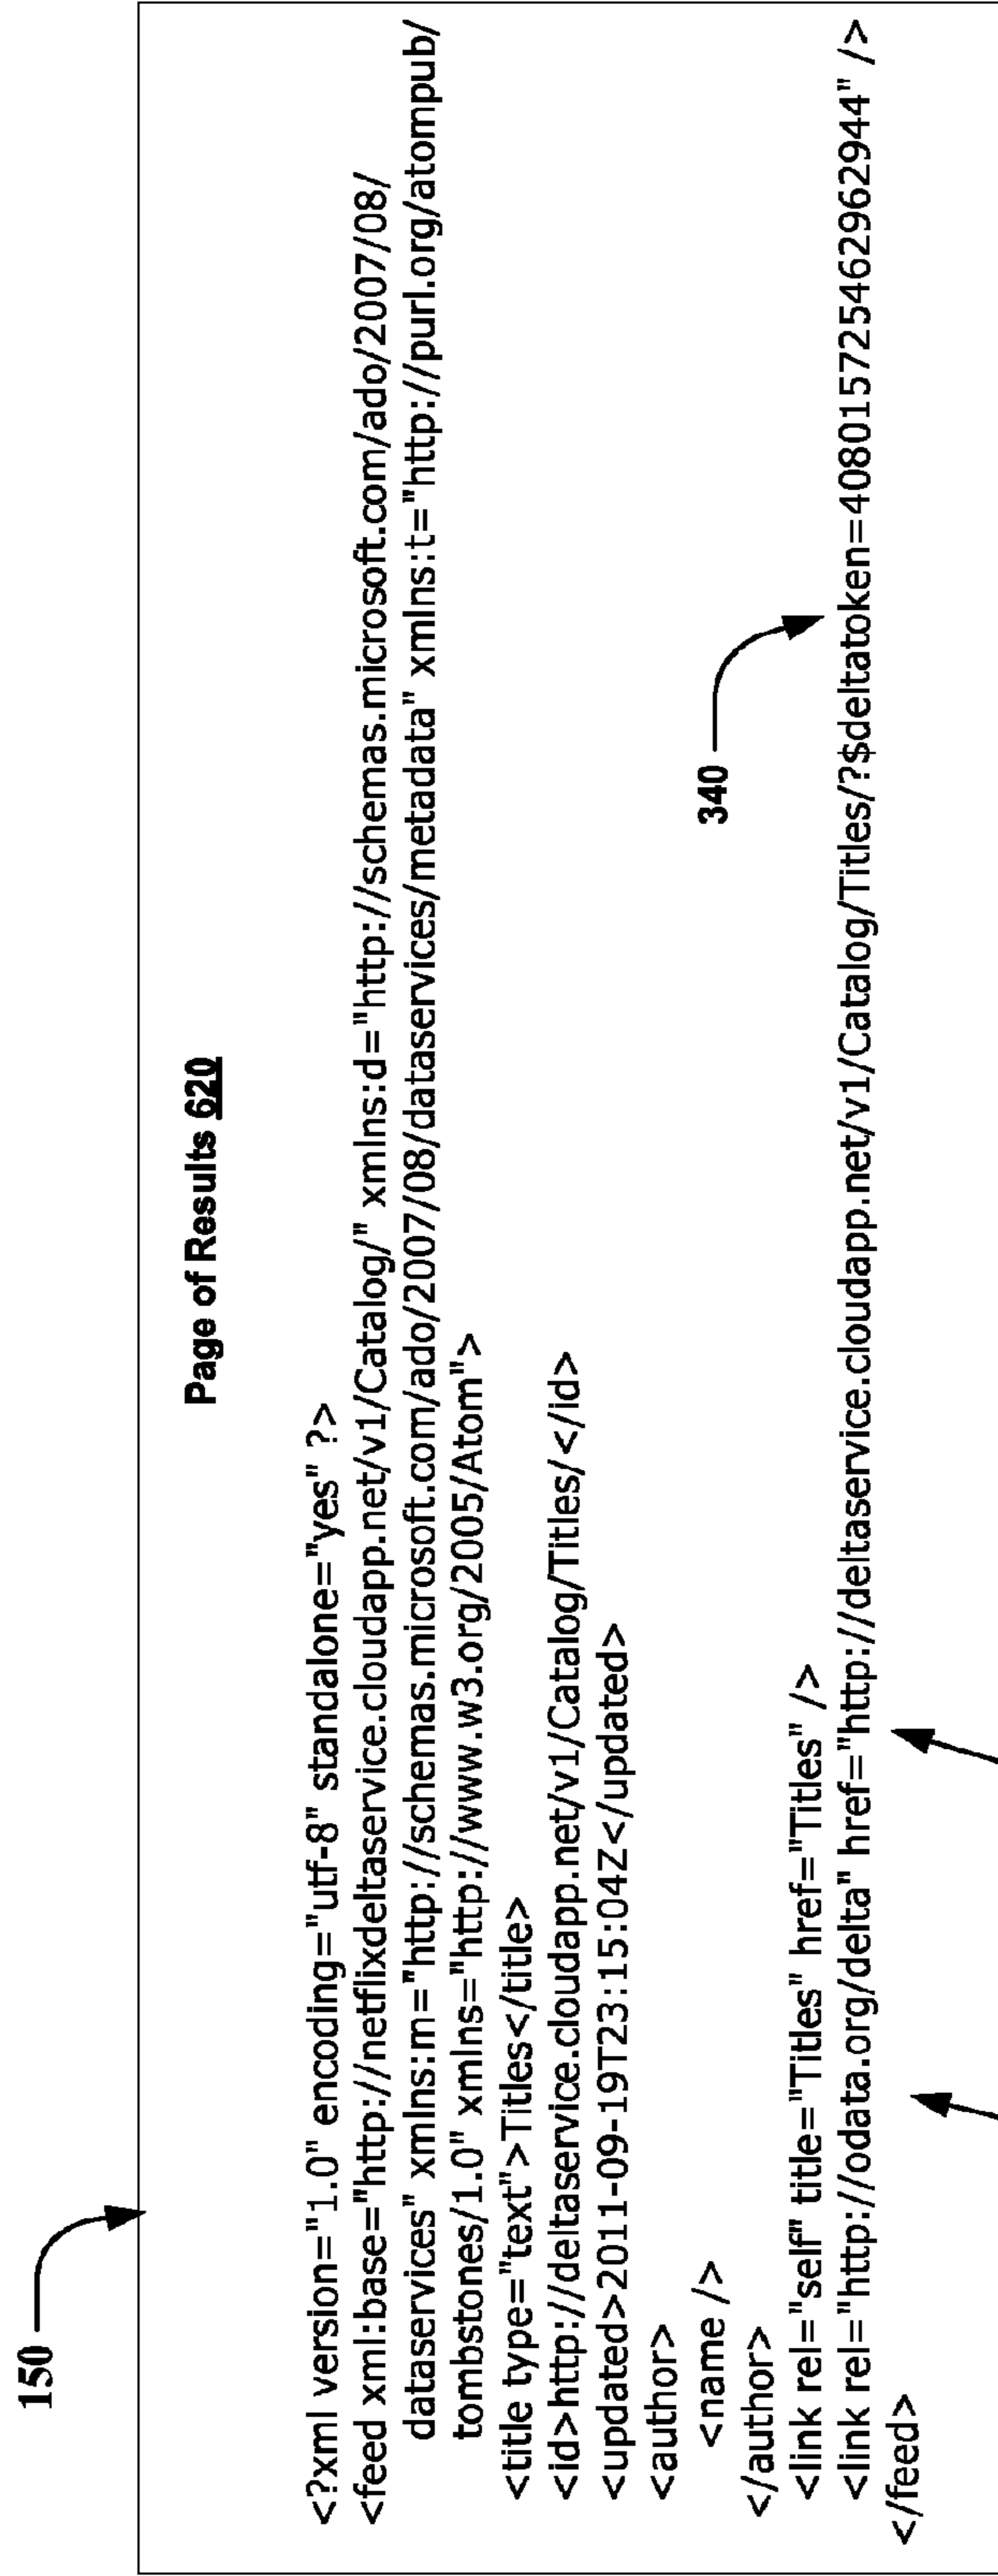 150
Page of Results 620
<?xml version="1.0" encoding="utf-8" standalone="yes" ?>
<feed xml:base="http://netflixdeltaservice.cloudapp.net/v1/Catalog/" xmlns:d="http://schemas.microsoft.com/ado/2007/08/
dataservices" xmlns:m="http://schemas.microsoft.com/ado/2007/08/dataservices/metadata" xmlns:t="http://purl.org/atompub/
tombstones/1.0" xmlns="http://www.w3.org/2005/Atom">
<title type="text">Titles</title>
<id>http://deltaservice.cloudapp.net/v1/Catalog/Titles/</id>
<updated>2011-09-19T23:15:04Z</updated>
<author>
<name />
</author>
340
<link rel="self" title="Titles" href="Titles" />
<link rel="http://odata.org/delta" href="http://deltaservice.cloudapp.net/v1/Catalog/Titles/?$deltatoken=408015725462962944" />
</feed>